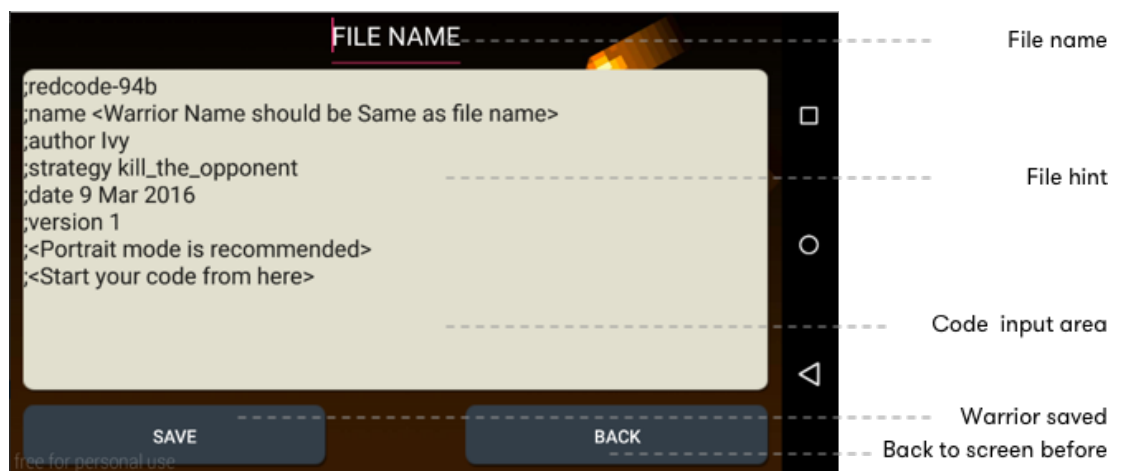 FILE NAME
File name
;redcode-94b
;name <Warrior Name should be Same as file name>
;author Ivy
;strategy kill_the_opponent
File hint
;date 9 Mar 2016
;version 1
;<Portrait mode is recommended>
;<Start your code from here>
Code input area
Warrior saved
SAVE
BACK
Back to screen before
free for personal use